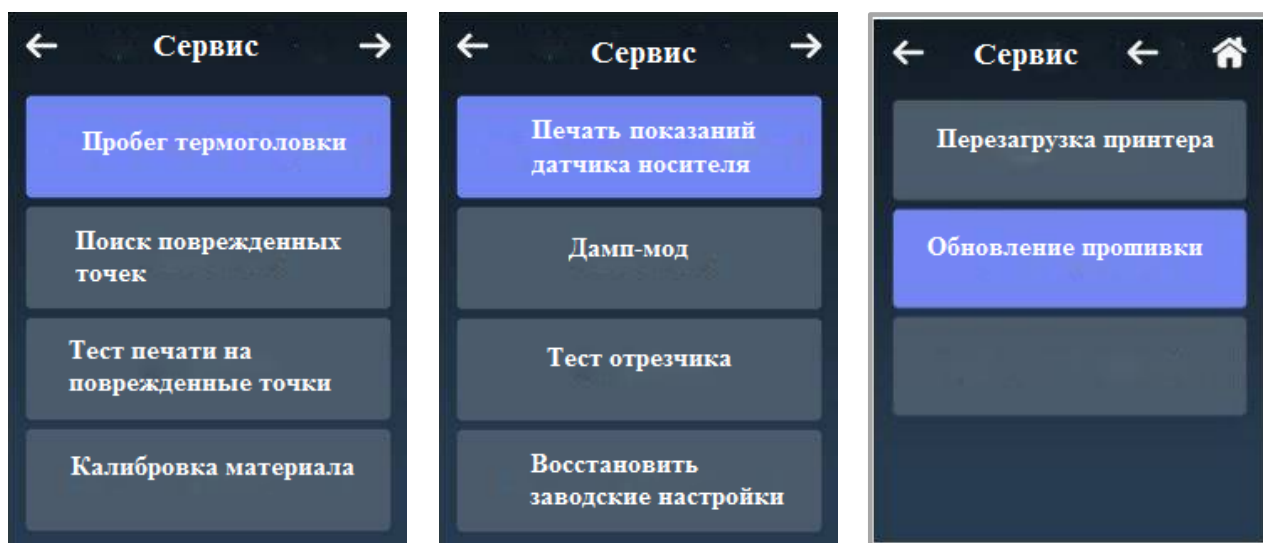 Сервис
Пробег термоголовки
Поиск поврежденных
точек
Тест печати на
поврежденные точки
Калибровка материала
Сервис
Печать показаний
датчика носителя
Дамп-мод
Тест отрезчика
Восстановить
заводские настройки
Сервис
Перезагрузка принтера
Обновление прошивки